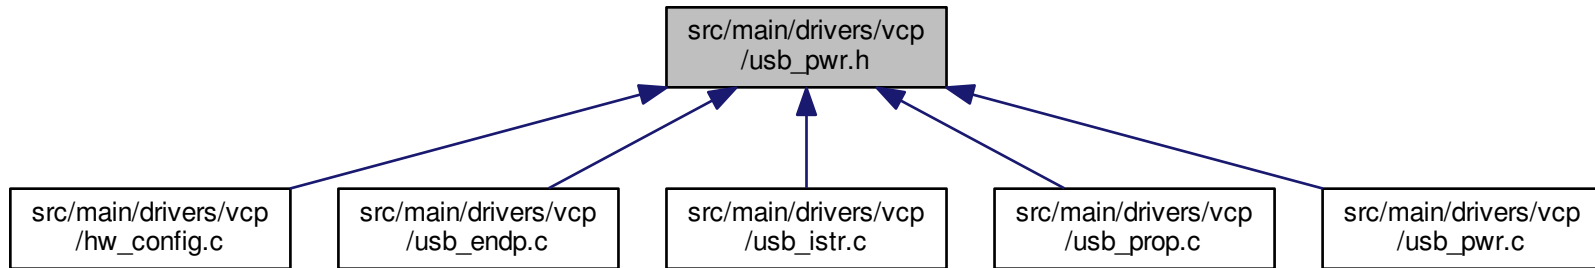 src/main/drivers/vcp
/usb_pwr.h
src/main/drivers/vcp
/hw_config.c
src/main/drivers/vcp
/usb_endp.c
src/main/drivers/vcp
/usb_istr.c
src/main/drivers/vcp
/usb_prop.c
src/main/drivers/vcp
/usb_pwr.c